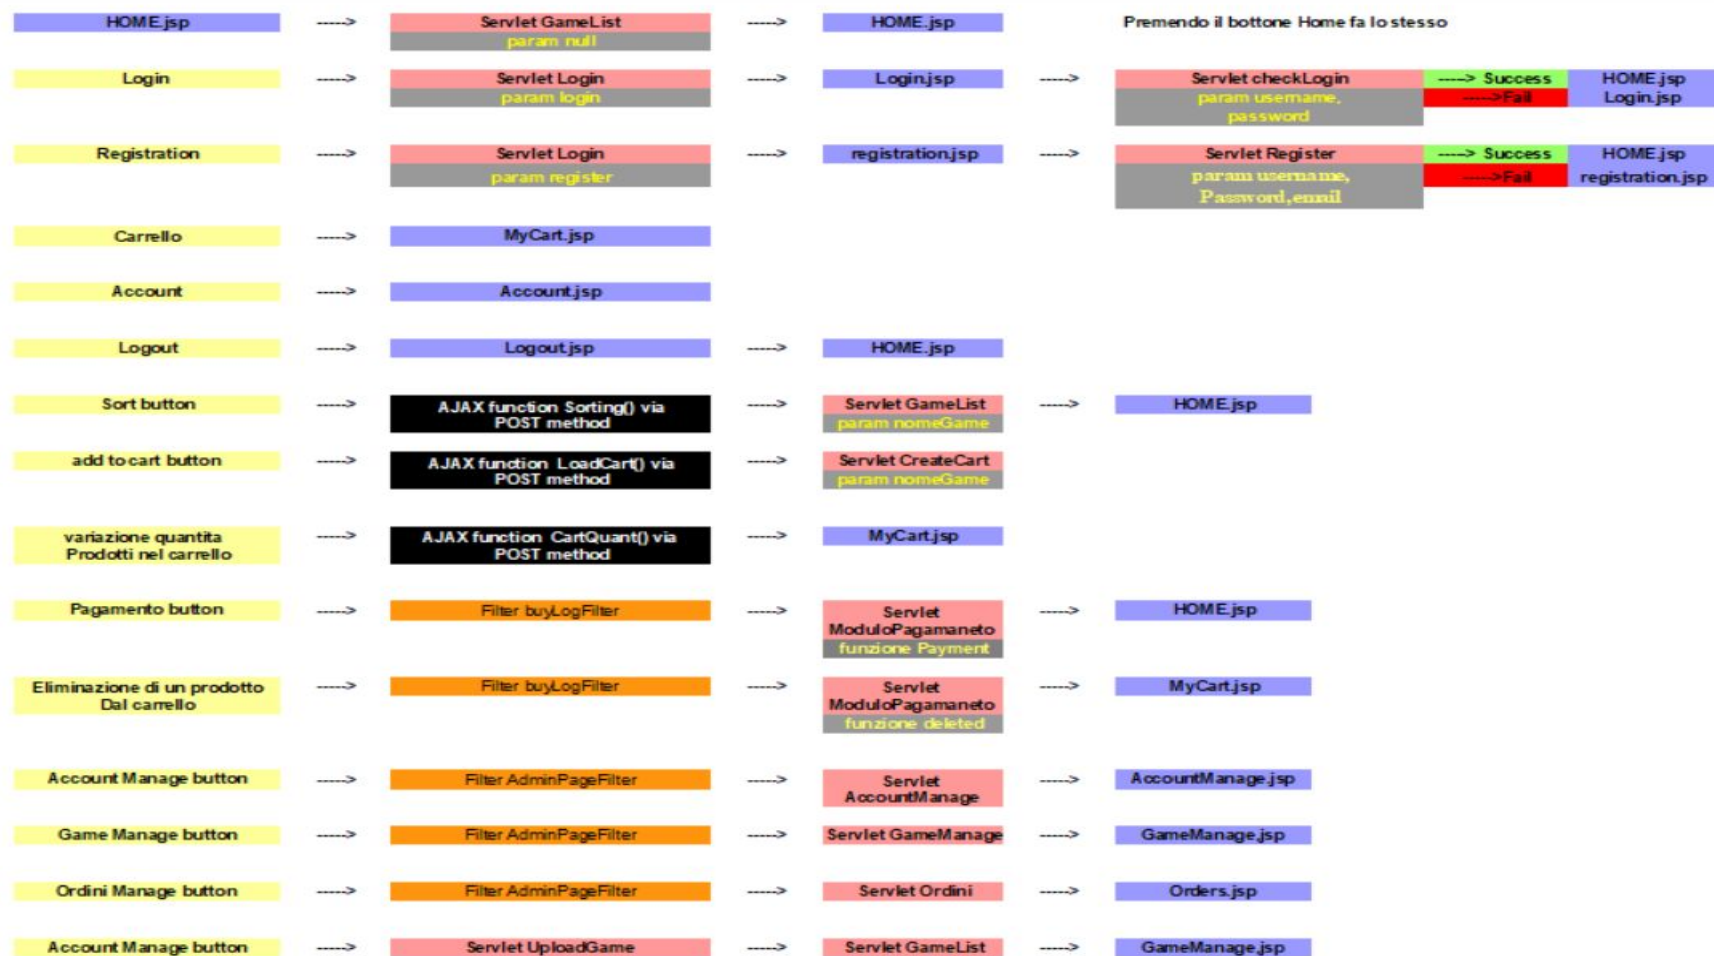 HOME.jsp -----> Servlet GameList -----> HOME.jsp Premendo il bottone Home fa lo stesso
param null
Login -----> Servlet Login -----> Login.jsp -----> Servlet checkLogin ----> Success HOME.jsp
param login param username, ----->Fail Login.jsp
password
Registration -----> Servlet Login -----> registration.jsp -----> Servlet Register ----> Success HOME.jsp
param register param username, ----->Fail registration.jsp
Password,email
Carrello -----> MyCart.jsp
Account -----> Account.jsp
Logout -----> Logout.jsp -----> HOME.jsp
Sort button -----> AJAX function Sorting() via -----> Servlet GameList -----> HOME.jsp
POST method param nomeGame
add to cart button -----> AJAX function LoadCart() via -----> Servlet CreateCart
POST method param nomeGame
variazione quantita -----> AJAX function CartQuant() via -----> MyCart.jsp
Prodotti nel carrello POST method
Pagamento button -----> Filter buyLogFilter -----> Servlet -----> HOME.jsp
ModuloPagamaneto
funzione Payment
Eliminazione di un prodotto -----> Filter buyLogFilter -----> Servlet -----> MyCart.jsp
Dal carrello ModuloPagamaneto
funzione deleted
Account Manage button -----> Filter AdminPageFilter -----> Servlet -----> AccountManage.jsp
AccountManage
Game Manage button -----> Filter AdminPageFilter -----> Servlet GameManage -----> GameManage.jsp
Ordini Manage button -----> Filter AdminPageFilter -----> Servlet Ordini -----> Orders.jsp
Account Manage button -----> Servlet UploadGame -----> Servlet GameList -----> GameManage.jsp